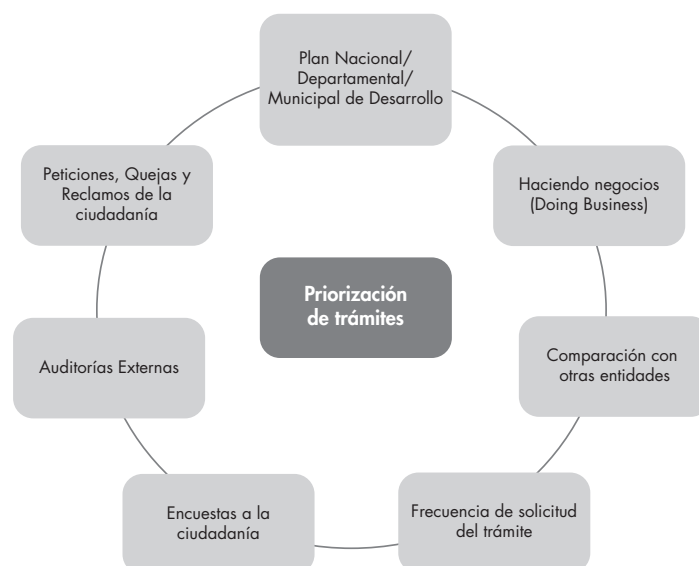 Plan Nacional/
Departamental/
Municipal de Desarrollo
Peticiones, Quejas y
Reclamos de la
ciudadanía
Haciendo negocios
(Doing Business)
Priorización
de trámites
Auditorías Externas
Comparación con
otras entidades
Encuestas a la
ciudadanía
Frecuencia de solicitud
del trámite